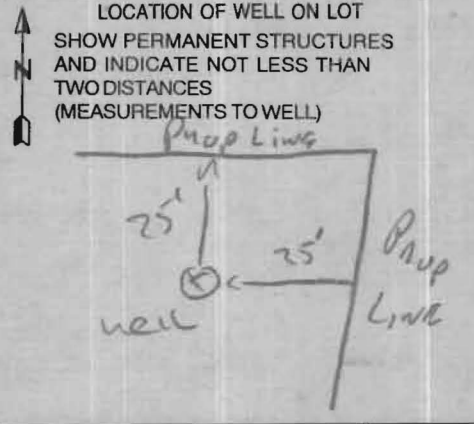 LOCATION OF WELL ON LOT
SHOW PERMANENT STRUCTURES
AND INDICATE NOT LESS THAN
TWO DISTANCES
(MEASUREMENTS TO WELL)
N
Prop Line
25'
25'
Prop
Line
well